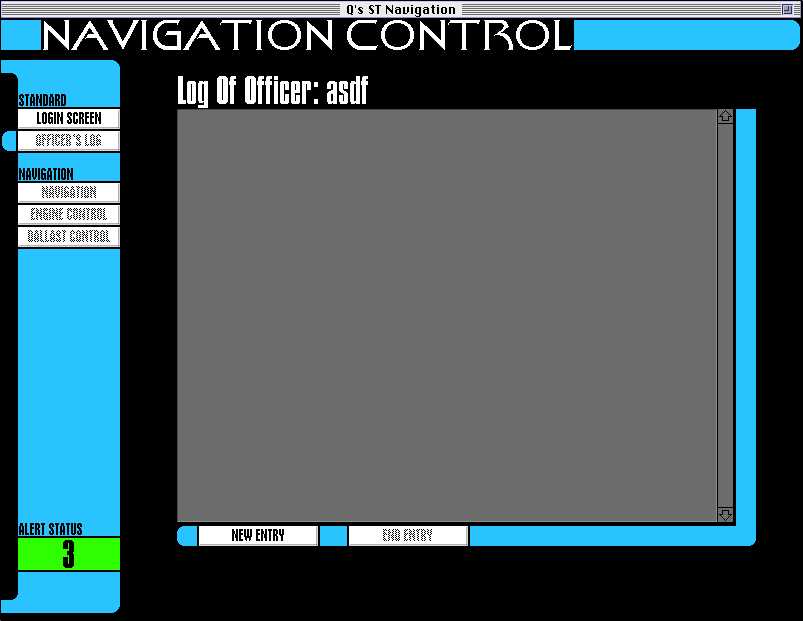 Q's ST Navigation
NAVIGATION CONTROL
Log Of Officer: asdf
STANDARD
LOGIN SCREEN
OFFICER'S LOG
NAVIGATION
NAVIGATION
ENGINE CONTROL
BALLAST CONTROL
ALERT STATUS
3
NEW ENTRY
END ENTRY